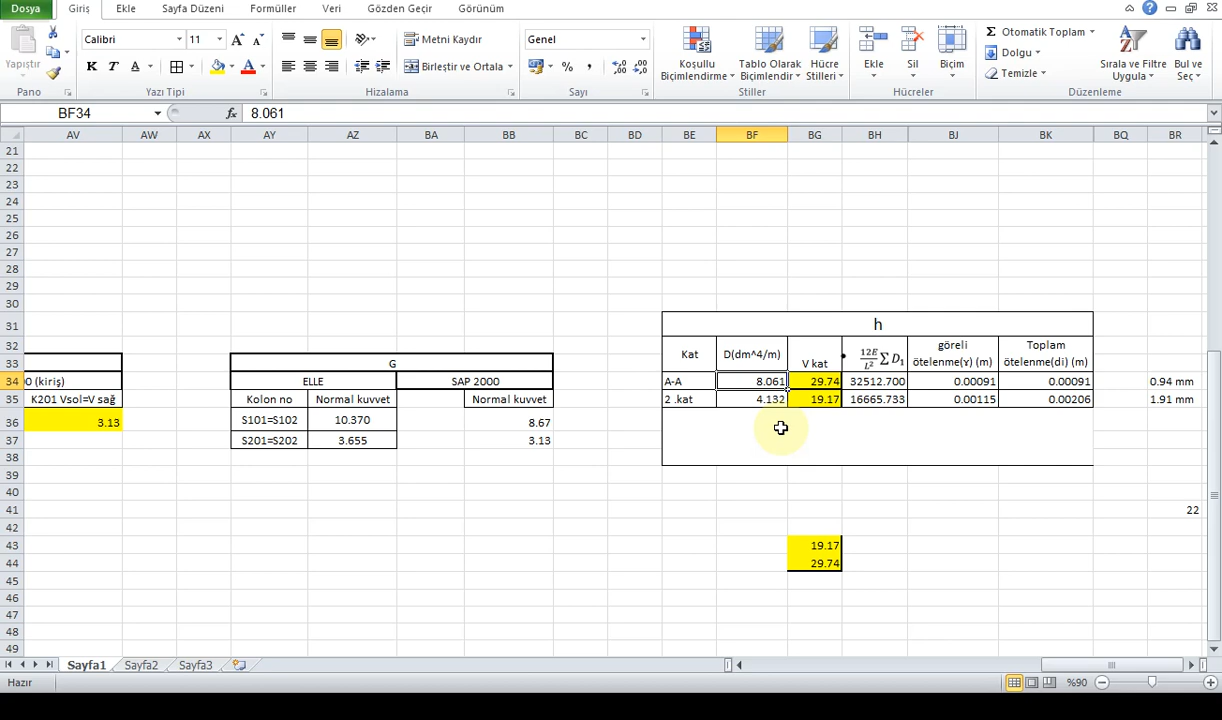 Dosya Giriş Ekle Sayfa Düzeni Formüller Veri Gözden Geçir Görünüm
Yapıştır
Pano
Calibri 11
K T A
Yazı Tipi
Metni Kaydır
Birleştir ve Ortala
Hizalama
Genel
% ,
Sayı
Koşullu Biçimlendirme
Tablo Olarak Biçimlendir
Hücre Stilleri
Stiller
Ekle Sil Biçim
Hücreler
Σ Otomatik Toplam
Dolgu
Temizle
Sırala ve Filtre Uygula
Bul ve Seç
Düzenleme
BF34 fx 8.061
AV AW AX AY AZ BA BB BC BD BE BF BG BH BJ BK BQ BR
21
22
23
24
25
26
27
28
29
30
31 h
32 Kat D(dm^4/m) V kat • 12E/L² ∑ D₁ göreli ötelenme(ɤ) (m) Toplam ötelenme(di) (m)
33 G
34 O (kiriş) ELLE SAP 2000 A-A 8.061 29.74 32512.700 0.00091 0.00091 0.94 mm
35 K201 Vsol=V sağ Kolon no Normal kuvvet Normal kuvvet 2 .kat 4.132 19.17 16665.733 0.00115 0.00206 1.91 mm
36 3.13 S101=S102 10.370 8.67
37 S201=S202 3.655 3.13
38
39
40
41 22
42
43 19.17
44 29.74
45
46
47
48
49
Sayfa1 Sayfa2 Sayfa3
Hazır %90